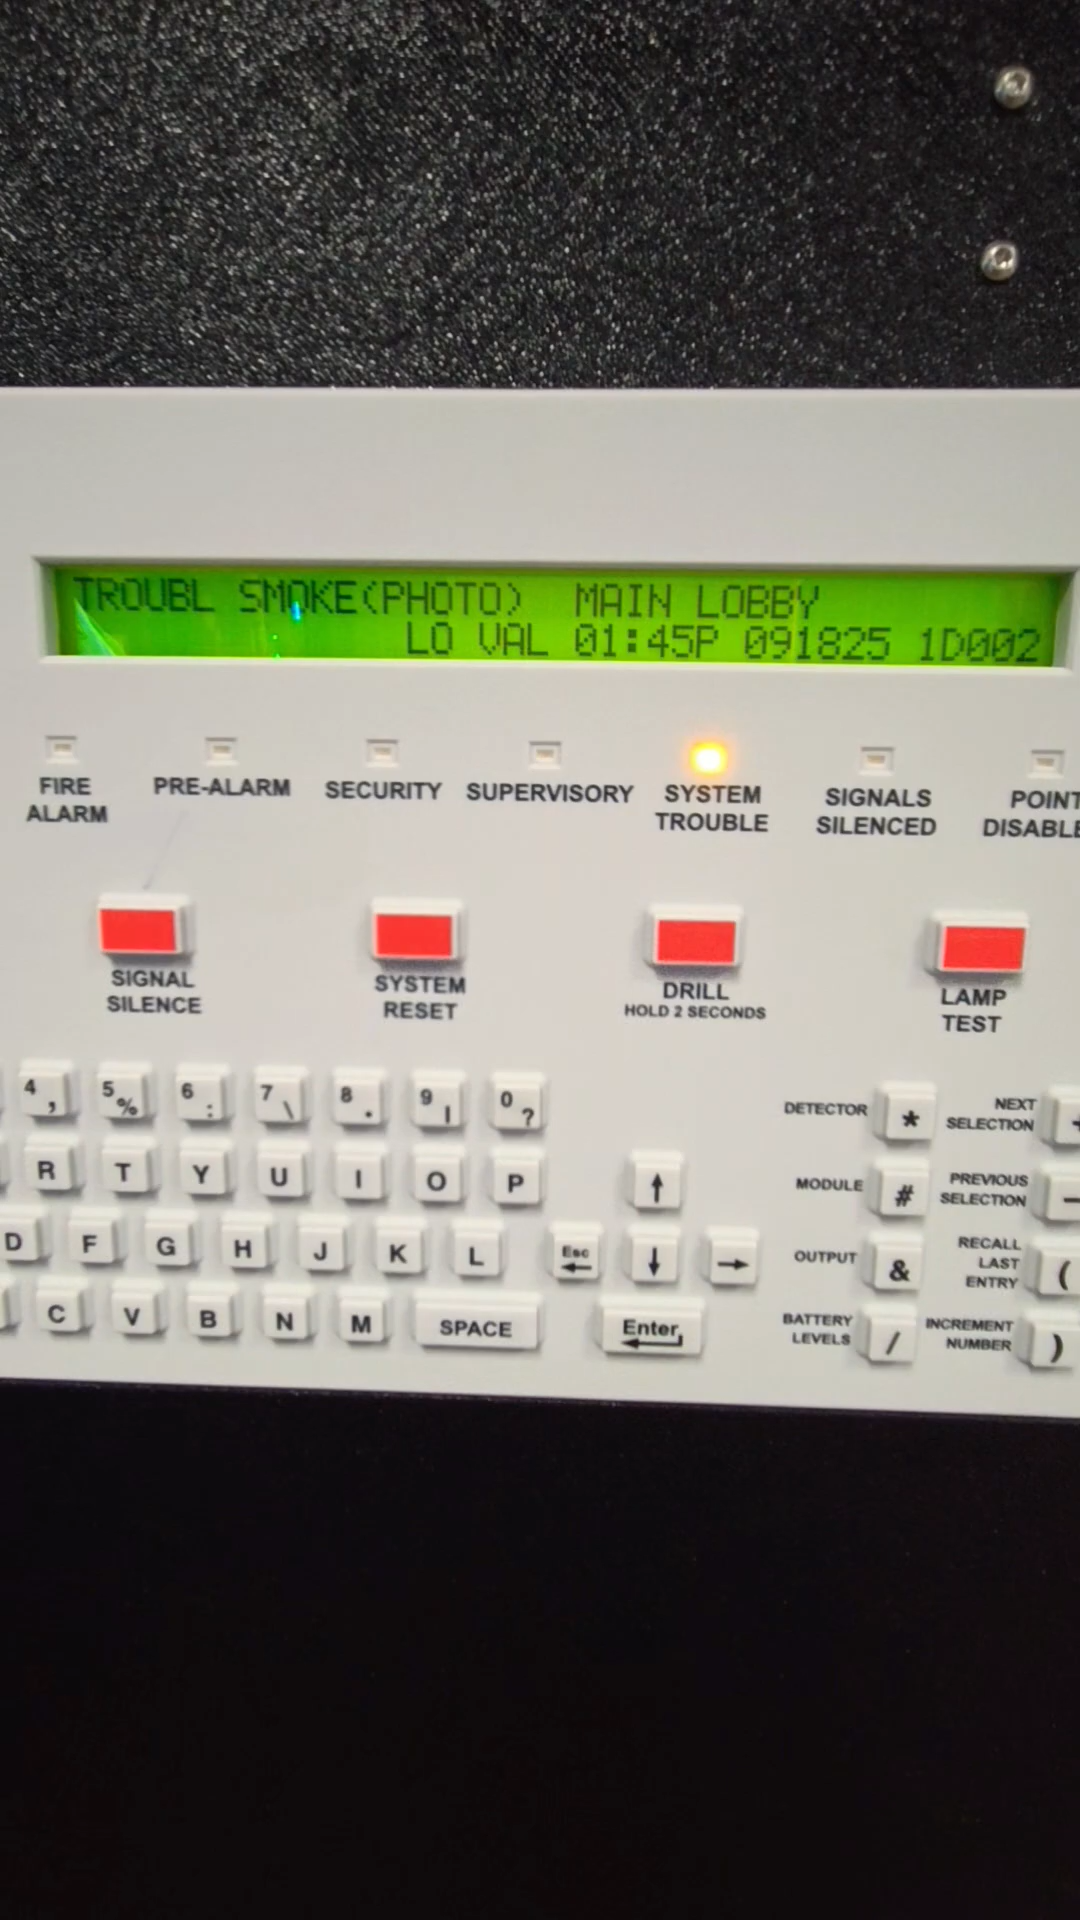 TROUBL SMOKE(PHOTO) MAIN LOBBY
LO VAL 01:45P 091825 1D002
FIRE ALARM
PRE-ALARM
SECURITY
SUPERVISORY
SYSTEM TROUBLE
SIGNALS SILENCED
POINT DISABLE
SIGNAL SILENCE
SYSTEM RESET
DRILL
HOLD 2 SECONDS
LAMP TEST
4 , 5 % 6 : 7 \ 8 . 9 | 0 ?
R T Y U I O P ↑
D F G H J K L Esc ← ↓ →
C V B N M SPACE Enter
DETECTOR *
NEXT SELECTION +
MODULE #
PREVIOUS SELECTION -
OUTPUT &
RECALL LAST ENTRY (
BATTERY LEVELS /
INCREMENT NUMBER )